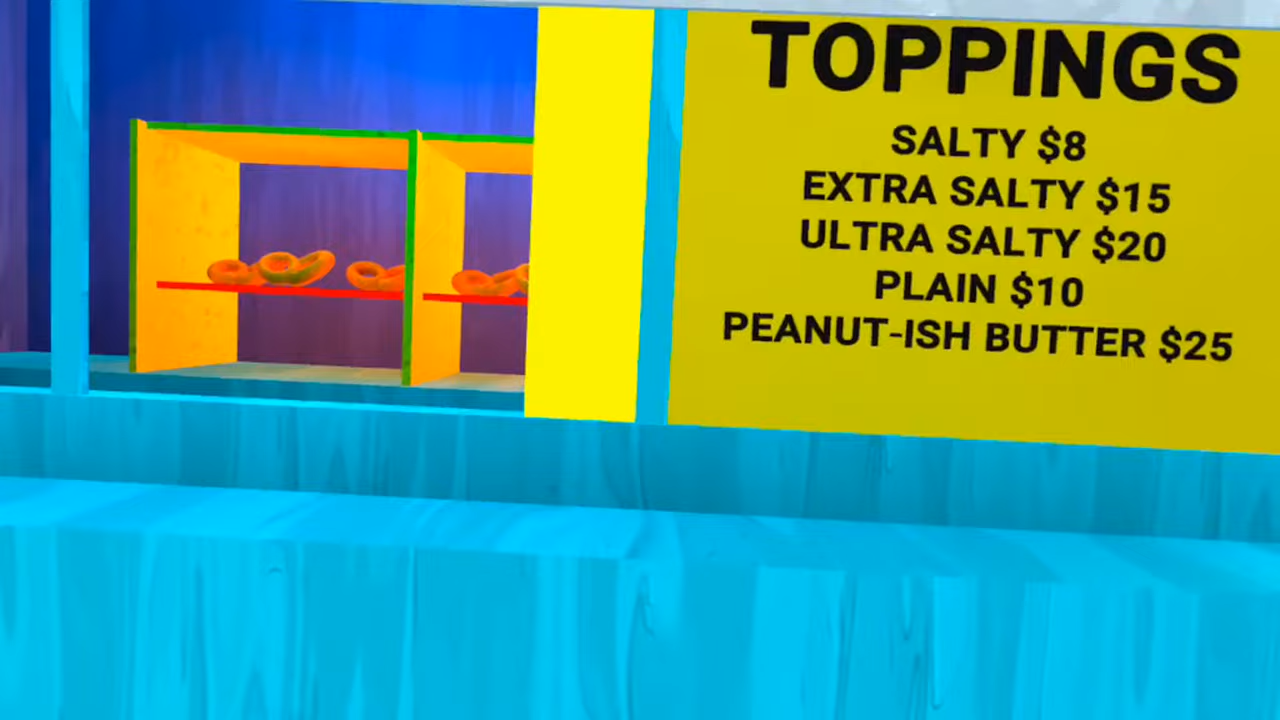 TOPPINGS
SALTY $8
EXTRA SALTY $15
ULTRA SALTY $20
PLAIN $10
PEANUT-ISH BUTTER $25